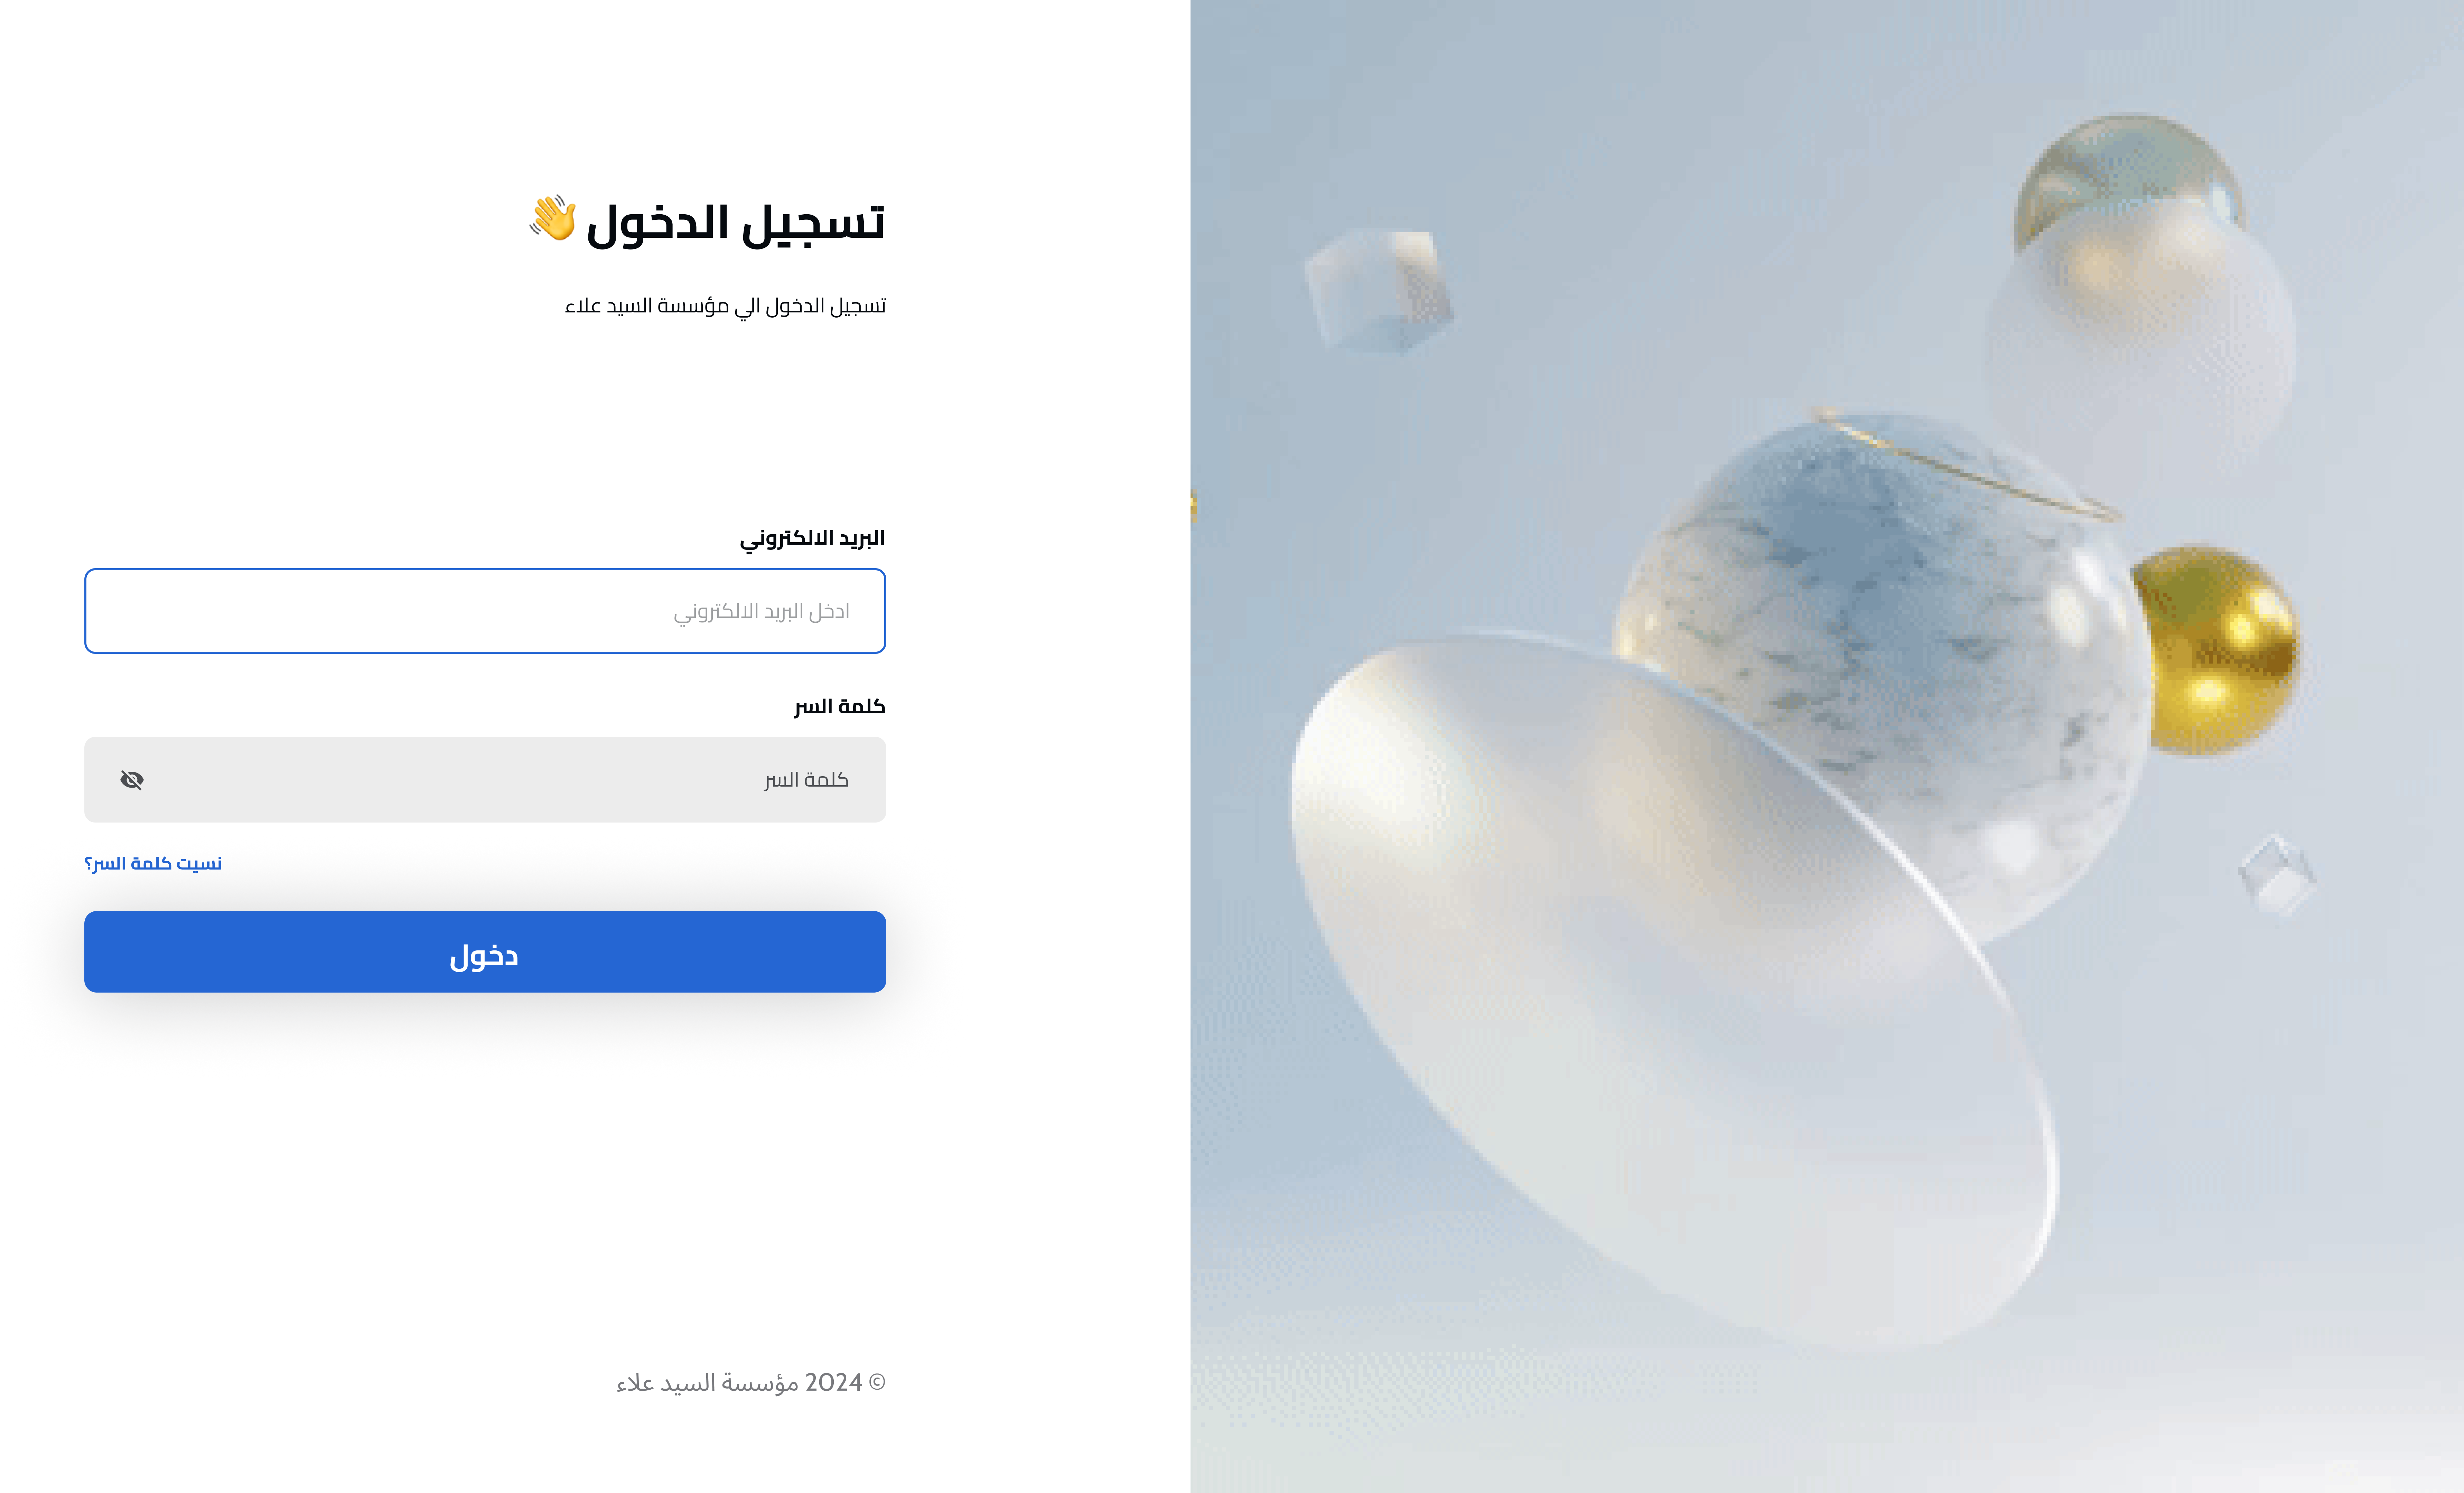 تسجيل الدخول 👋
تسجيل الدخول الي مؤسسة السيد علاء
البريد الالكتروني
ادخل البريد الالكتروني
كلمة السر
كلمة السر
نسيت كلمة السر؟
دخول
© 2024 مؤسسة السيد علاء